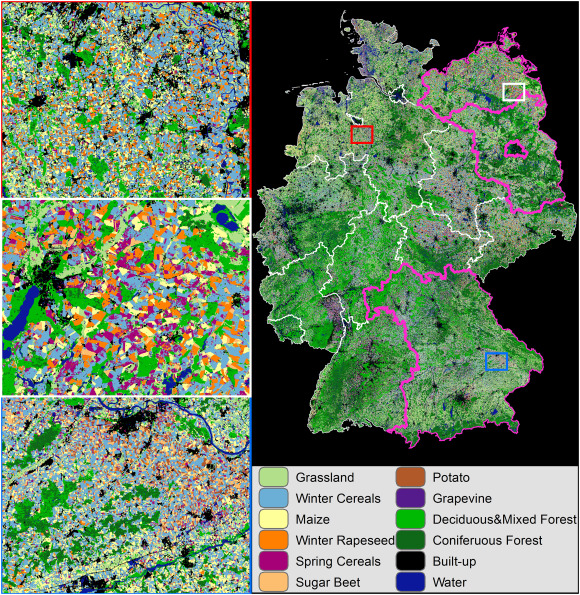 Grassland
Winter Cereals
Maize
Winter Rapeseed
Spring Cereals
Sugar Beet
Potato
Grapevine
Deciduous&Mixed Forest
Coniferuous Forest
Built-up
Water